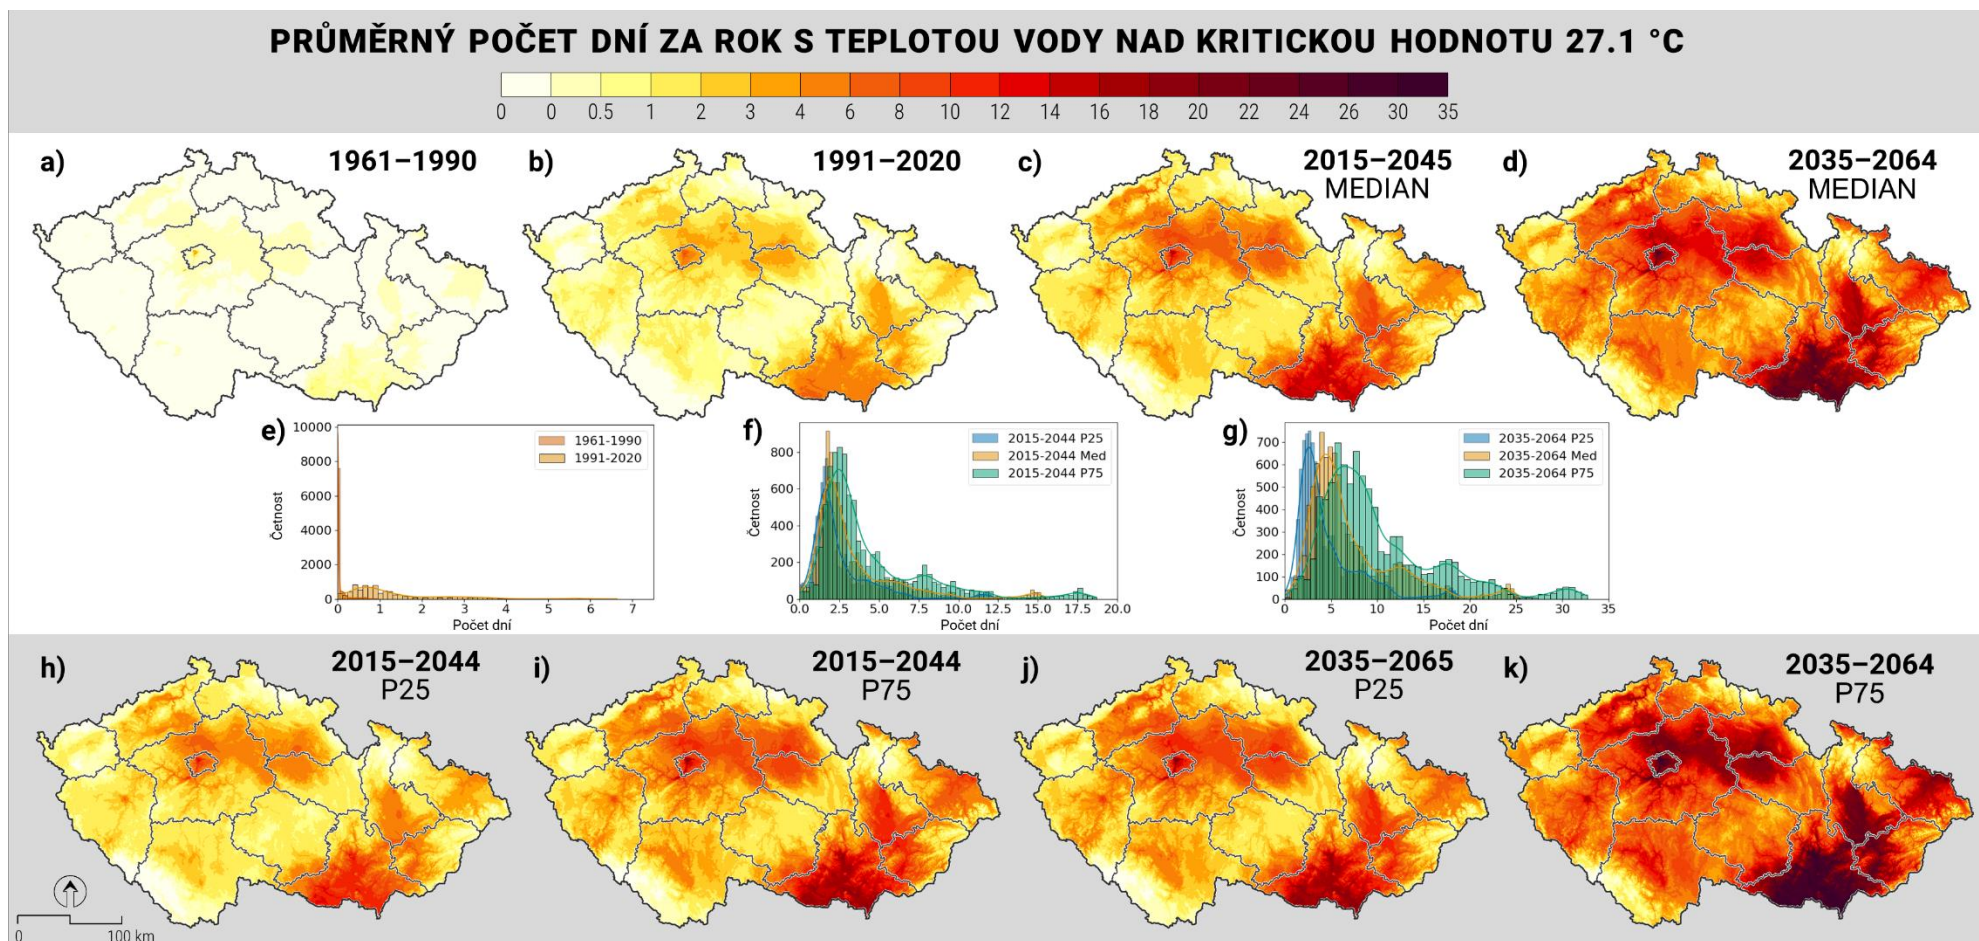 PRŮMĚRNÝ POČET DNÍ ZA ROK S TEPLOTOU VODY NAD KRITICKOU HODNOTU 27.1 °C
0 0 0.5 1 2 3 4 6 8 10 12 14 16 18 20 22 24 26 30 35
a) 1961–1990
b) 1991–2020
c) 2015–2045
MEDIAN
d) 2035–2064
MEDIAN
e)
10000
8000
6000
4000
2000
0
Četnost
1961-1990
1991-2020
0 1 2 3 4 5 6 7
Počet dní
f)
800
600
400
200
0
Četnost
2015-2044 P25
2015-2044 Med
2015-2044 P75
0.0 2.5 5.0 7.5 10.0 12.5 15.0 17.5 20.0
Počet dní
g)
700
600
500
400
300
200
100
0
Četnost
2035-2064 P25
2035-2064 Med
2035-2064 P75
0 5 10 15 20 25 30 35
Počet dní
h) 2015–2044
P25
i) 2015–2044
P75
j) 2035–2065
P25
k) 2035–2064
P75
0 100 km